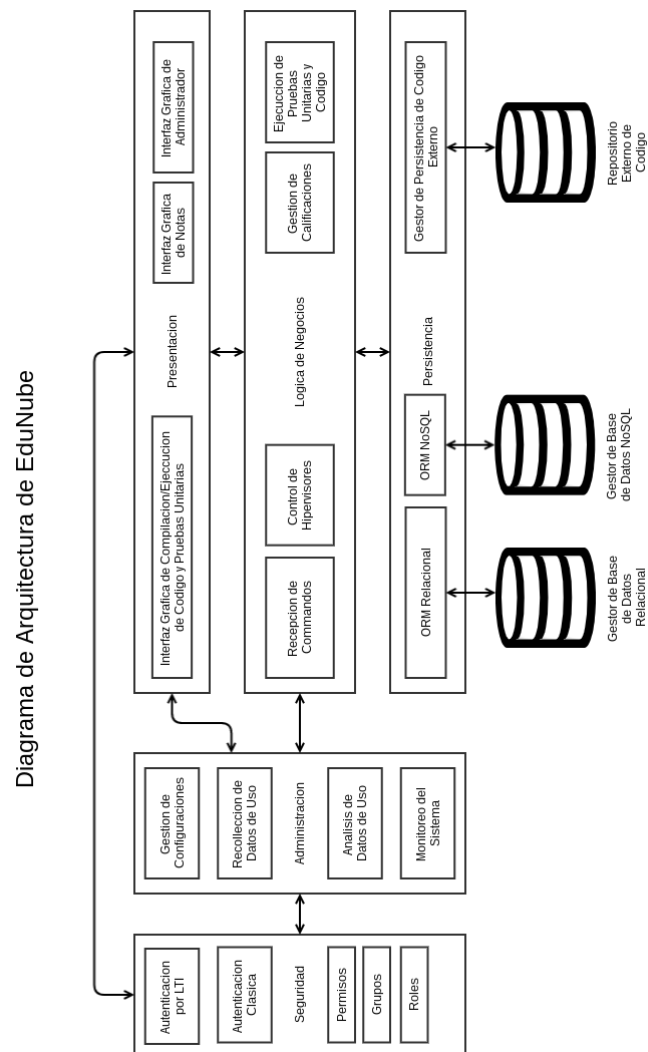 Diagrama de Arquitectura de EduNube
Autenticacion
por LTI
Autenticacion
Clasica
Seguridad
Permisos
Grupos
Roles
Gestion de
Configuraciones
Recolleccion de
Datos de Uso
Administracion
Analisis de
Datos de Uso
Monitoreo del
Sistema
Interfaz Grafica de Compilacion/Ejeccucion
de Codigo y Pruebas Unitarias
Presentacion
Interfaz Grafica
de Notas
Interfaz Grafica de
Administrador
Recepcion de
Commandos
Control de
Hipervisores
Logica de Negocios
Gestion de
Calificaciones
Ejecuccion de
Pruebas
Unitarias y
Codigo
ORM Relacional
ORM NoSQL
Persistencia
Gestor de Persistencia de Codigo
Externo
Gestor de Base
de Datos
Relacional
Gestor de Base
de Datos NoSQL
Repositorio
Externo de
Codigo